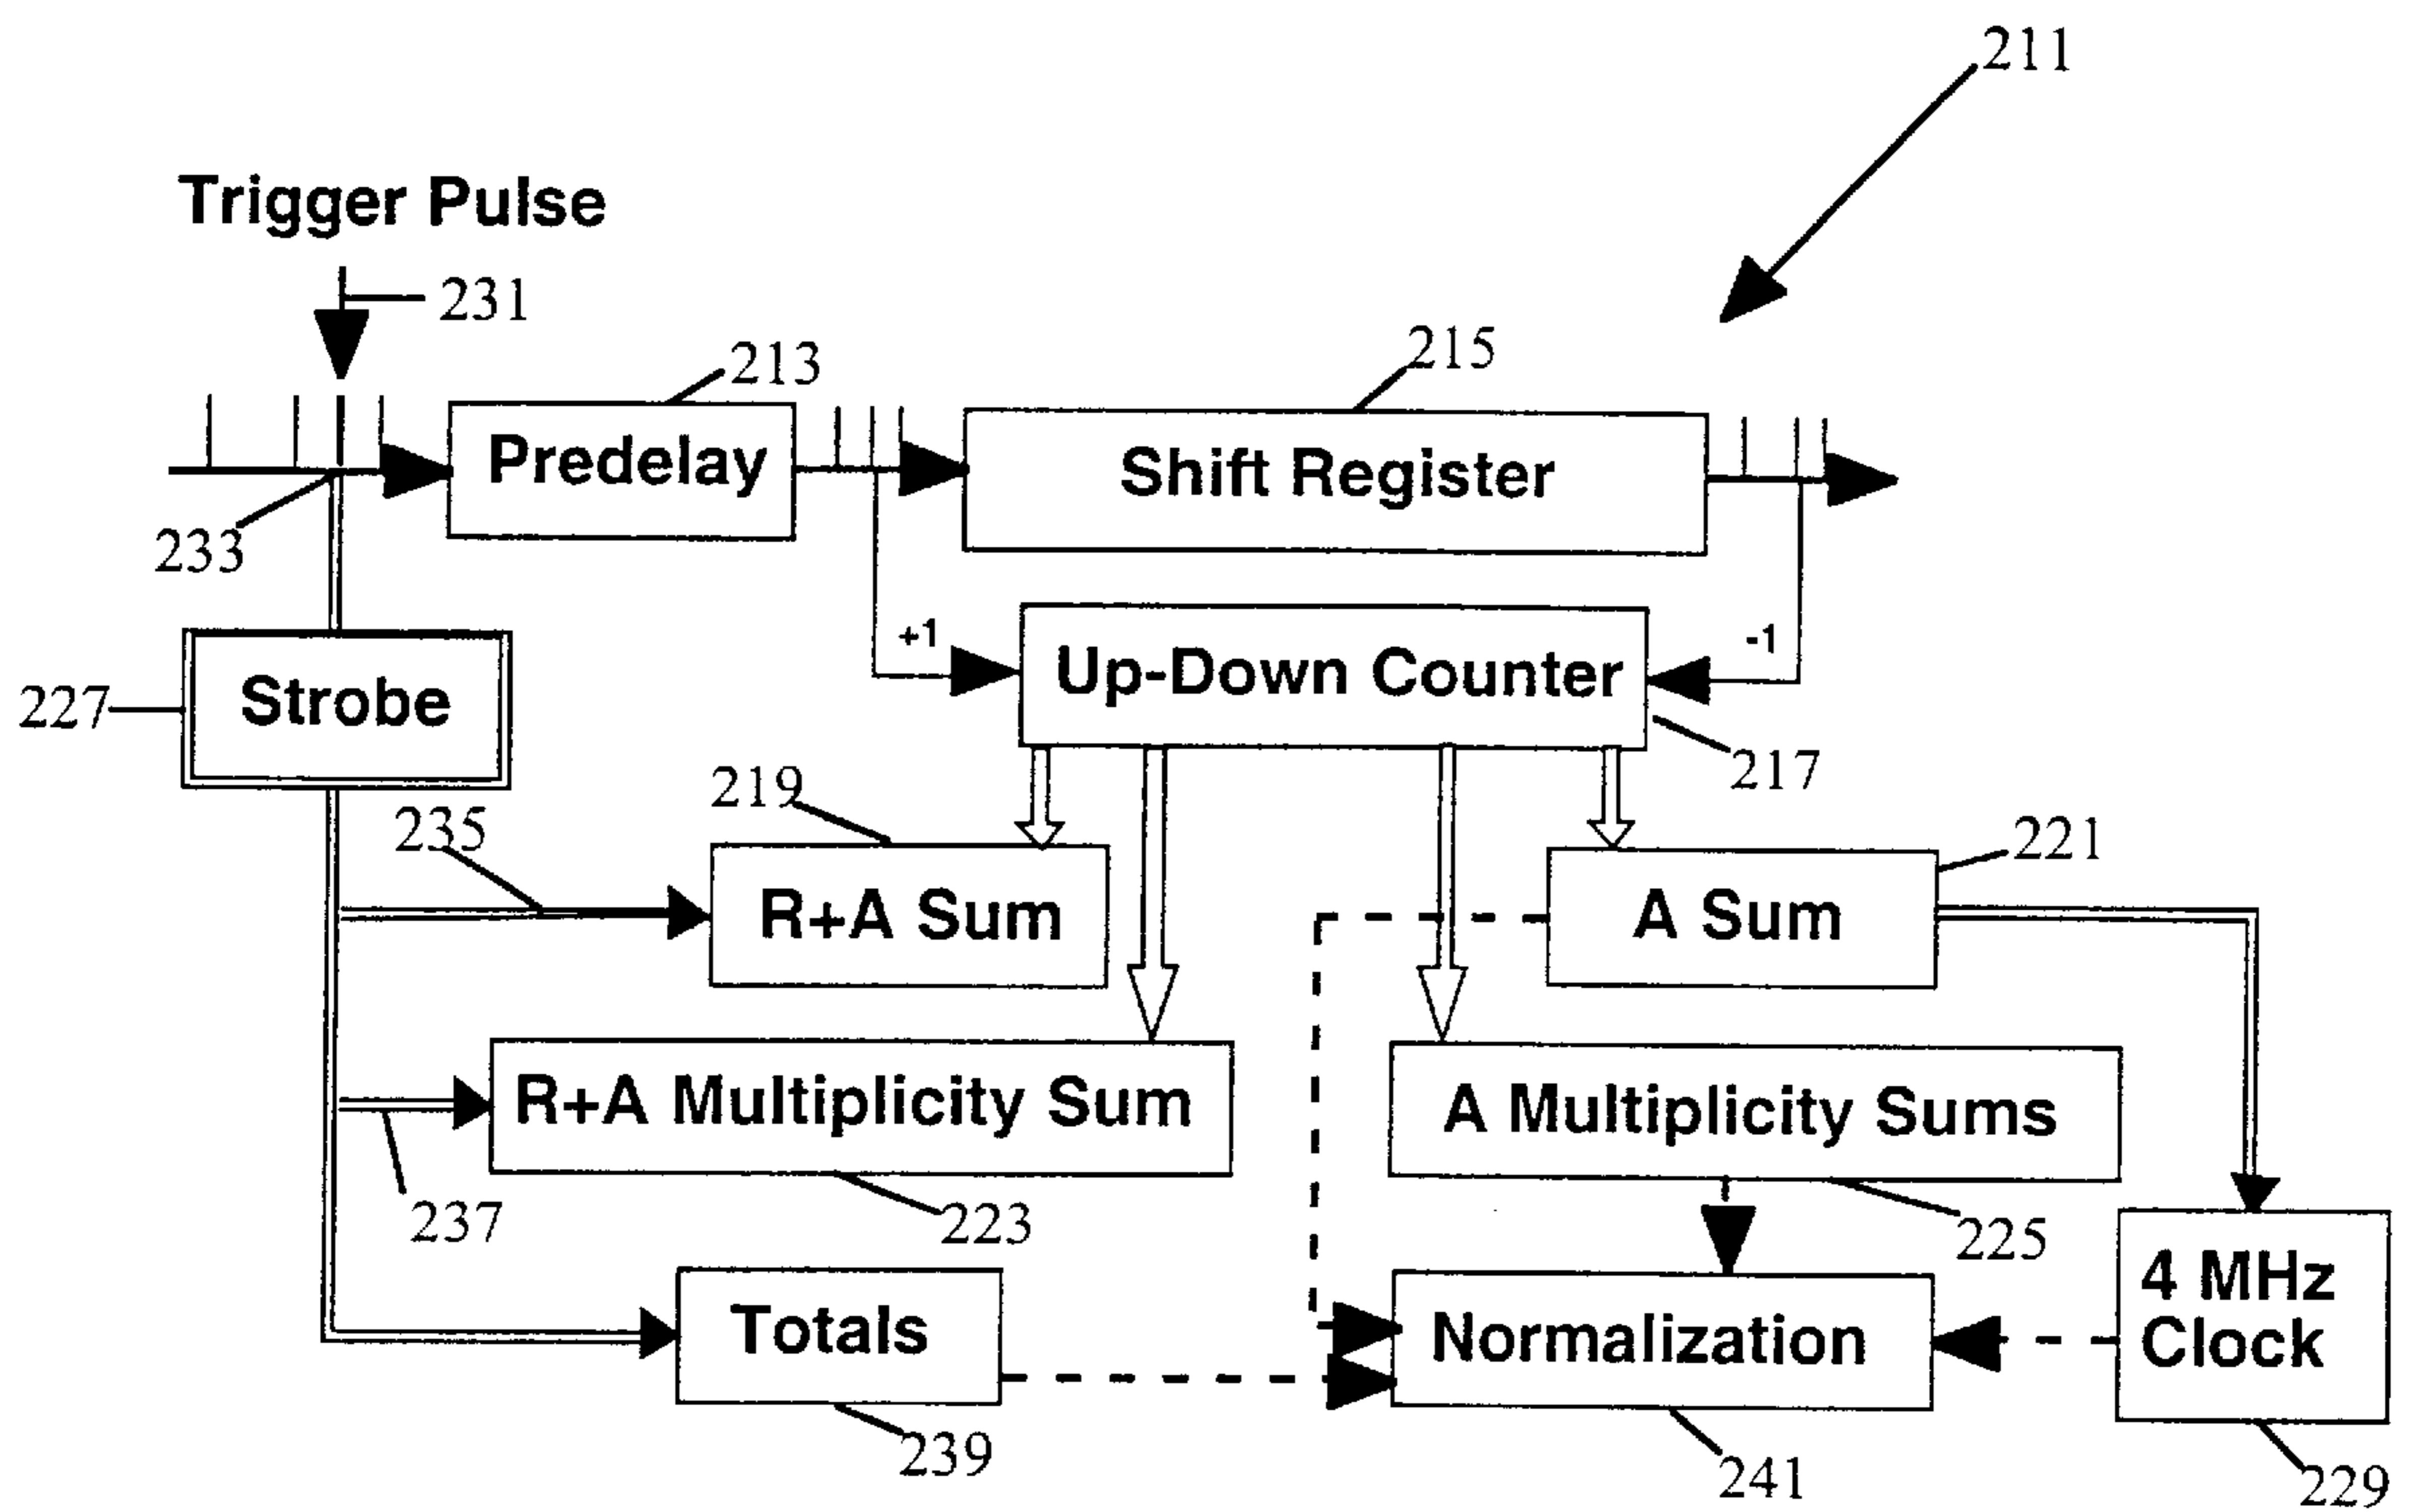 211
Trigger Pulse
231
213
215
Predelay
Shift Register
233
+1
-1
Up-Down Counter
Strobe
227
217
219
235
221
R+A Sum
A Sum
R+A Multiplicity Sum
A Multiplicity Sums
237
223
225
4 MHz
Clock
Totals
Normalization
239
241
229